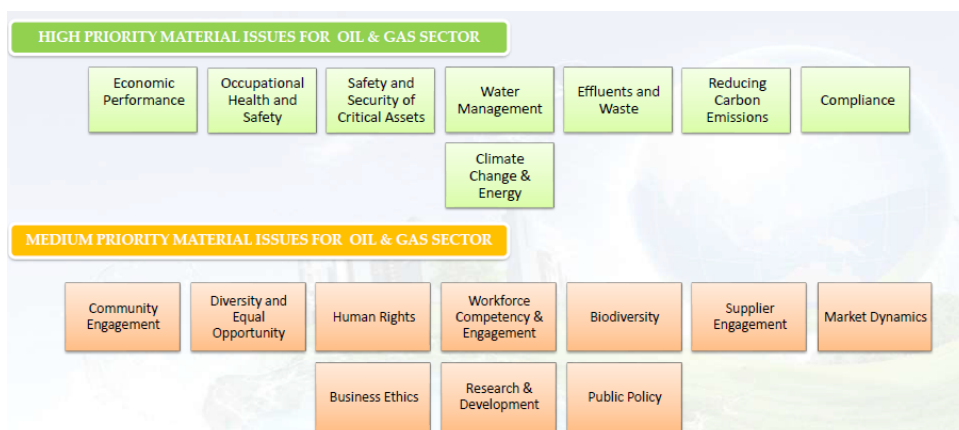 HIGH PRIORITY MATERIAL ISSUES FOR OIL & GAS SECTOR
Economic
Performance
Occupational
Health and
Safety
Safety and
Security of
Critical Assets
Water
Management
Effluents and
Waste
Reducing
Carbon
Emissions
Compliance
Climate
Change &
Energy
MEDIUM PRIORITY MATERIAL ISSUES FOR OIL & GAS SECTOR
Community
Engagement
Diversity and
Equal
Opportunity
Human Rights
Workforce
Competency &
Engagement
Biodiversity
Supplier
Engagement
Market Dynamics
Business Ethics
Research &
Development
Public Policy